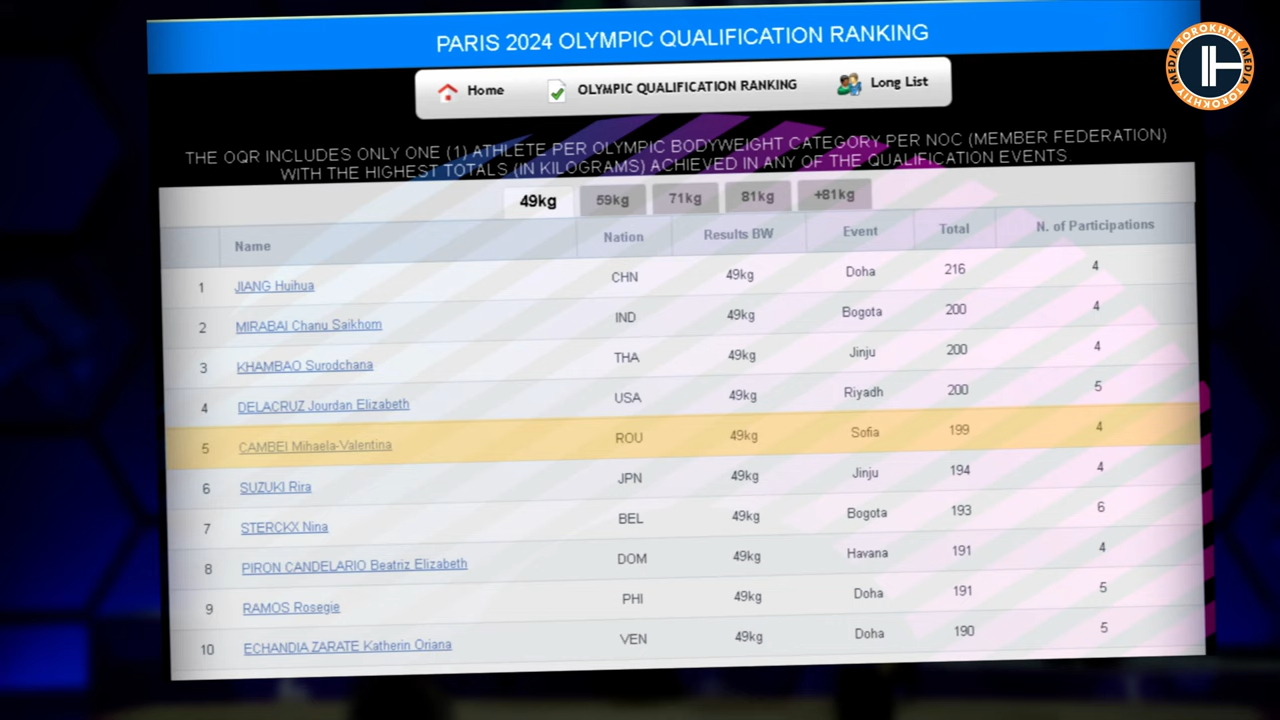 PARIS 2024 OLYMPIC QUALIFICATION RANKING
Home OLYMPIC QUALIFICATION RANKING Long List
THE OQR INCLUDES ONLY ONE (1) ATHLETE PER OLYMPIC BODYWEIGHT CATEGORY PER NOC (MEMBER FEDERATION)
WITH THE HIGHEST TOTALS (IN KILOGRAMS) ACHIEVED IN ANY OF THE QUALIFICATION EVENTS.
49kg 59kg 71kg 81kg +81kg
Name Nation Results BW Event Total N. of Participations
1 JIANG Huihua CHN 49kg Doha 216 4
2 MIRABAI Chanu Saikhom IND 49kg Bogota 200 4
3 KHAMBAO Surodchana THA 49kg Jinju 200 4
4 DELACRUZ Jourdan Elizabeth USA 49kg Riyadh 200 5
5 CAMBEI Mihaela-Valentina ROU 49kg Sofia 199 4
6 SUZUKI Rira JPN 49kg Jinju 194 4
7 STERCKX Nina BEL 49kg Bogota 193 6
8 PIRON CANDELARIO Beatriz Elizabeth DOM 49kg Havana 191 4
9 RAMOS Rosegie PHI 49kg Doha 191 5
10 ECHANDIA ZARATE Katherin Oriana VEN 49kg Doha 190 5
TOROKHTIY MEDIA TOROKHTIY MEDIA